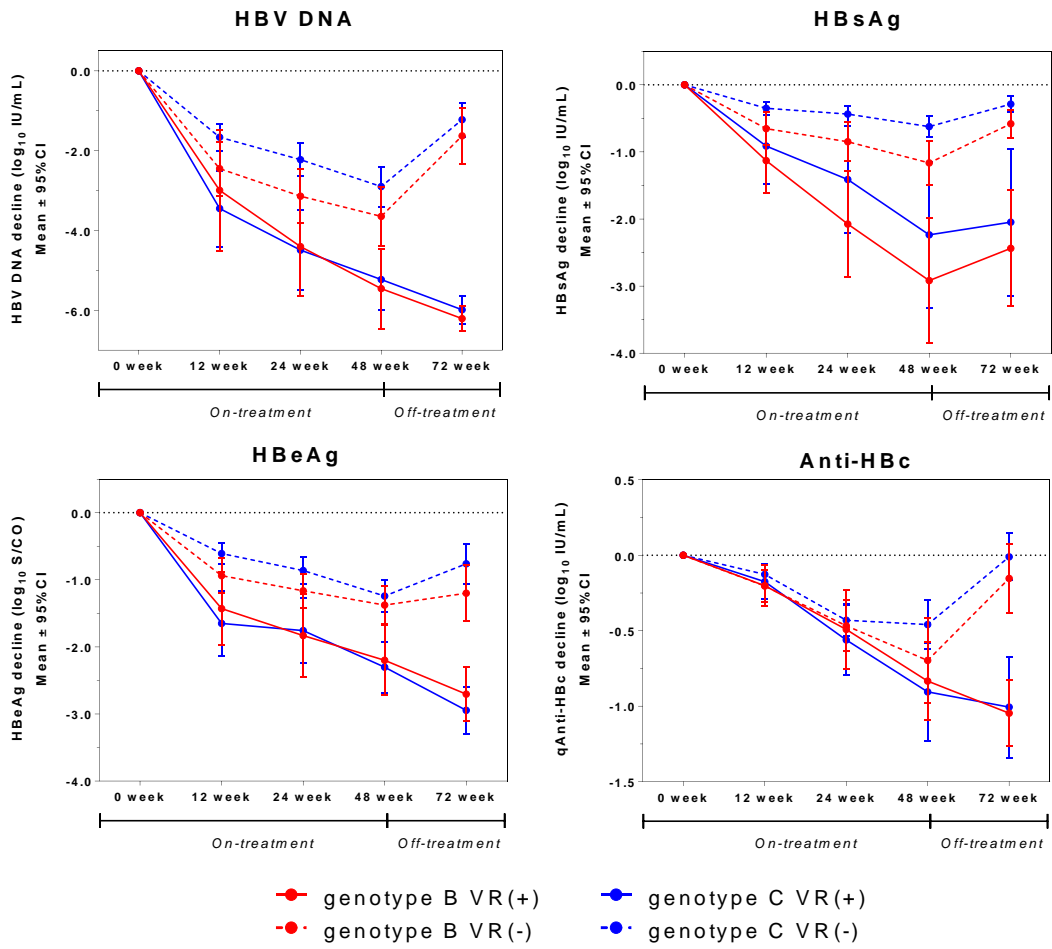 HBV DNA
HBV DNA decline (log10 IU/mL)
Mean ± 95%CI
0.0
-2.0
-4.0
-6.0
0 week 12 week 24 week 48 week 72 week
On-treatment Off-treatment
HBsAg
HBsAg decline (log10 IU/mL)
Mean ± 95%CI
0.0
-1.0
-2.0
-3.0
-4.0
0 week 12 week 24 week 48 week 72 week
On-treatment Off-treatment
HBeAg
HBeAg decline (log10 S/CO)
Mean ± 95%CI
0.0
-1.0
-2.0
-3.0
-4.0
0 week 12 week 24 week 48 week 72 week
On-treatment Off-treatment
Anti-HBc
qAnti-HBc decline (log10 IU/mL)
Mean ± 95%CI
0.5
0.0
-0.5
-1.0
-1.5
0 week 12 week 24 week 48 week 72 week
On-treatment Off-treatment
genotype B VR(+) genotype C VR(+)
genotype B VR(-) genotype C VR(-)